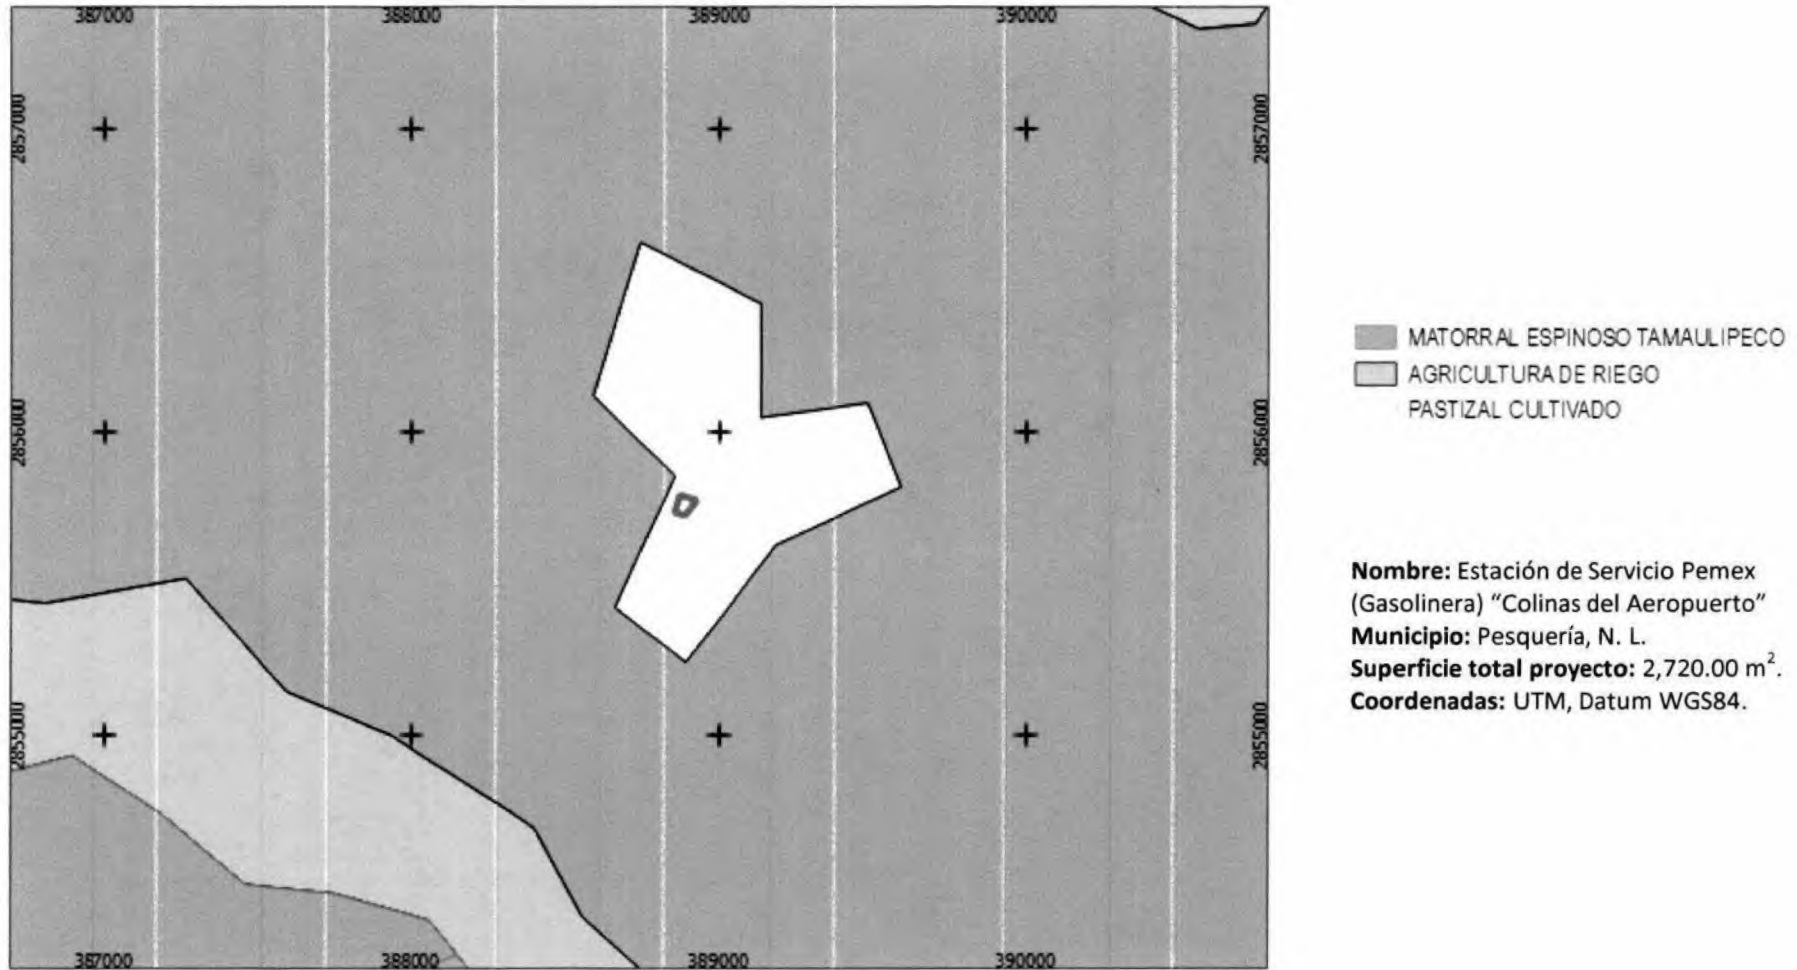 387000 388000 389000 390000
2857000 2857000
2856000 2856000
2855000 2855000
387000 388000 389000 390000
MATORRAL ESPINOSO TAMAULIPECO
AGRICULTURA DE RIEGO
PASTIZAL CULTIVADO
Nombre: Estación de Servicio Pemex
(Gasolinera) “Colinas del Aeropuerto”
Municipio: Pesquería, N. L.
Superficie total proyecto: 2,720.00 m².
Coordenadas: UTM, Datum WGS84.